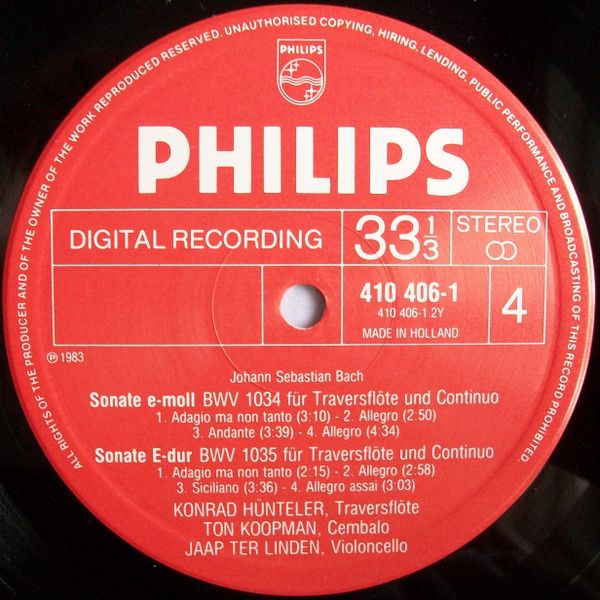 ALL RIGHTS OF THE PRODUCER AND OF THE OWNER OF THE WORK REPRODUCED RESERVED. UNAUTHORISED COPYING, HIRING, LENDING, PUBLIC PERFORMANCE AND BROADCASTING OF THIS RECORD PROHIBITED
PHILIPS
PHILIPS
DIGITAL RECORDING
33 1/3
STEREO
410 406-1
410 406-1.2Y
MADE IN HOLLAND
4
℗ 1983
Johann Sebastian Bach
Sonate e-moll BWV 1034 für Traversflöte und Continuo
1. Adagio ma non tanto (3:10) - 2. Allegro (2:50)
3. Andante (3:39) - 4. Allegro (4:34)
Sonate E-dur BWV 1035 für Traversflöte und Continuo
1. Adagio ma non tanto (2:15) - 2. Allegro (2:58)
3. Siciliano (3:36) - 4. Allegro assai (3:03)
KONRAD HÜNTELER, Traversflöte
TON KOOPMAN, Cembalo
JAAP TER LINDEN, Violoncello